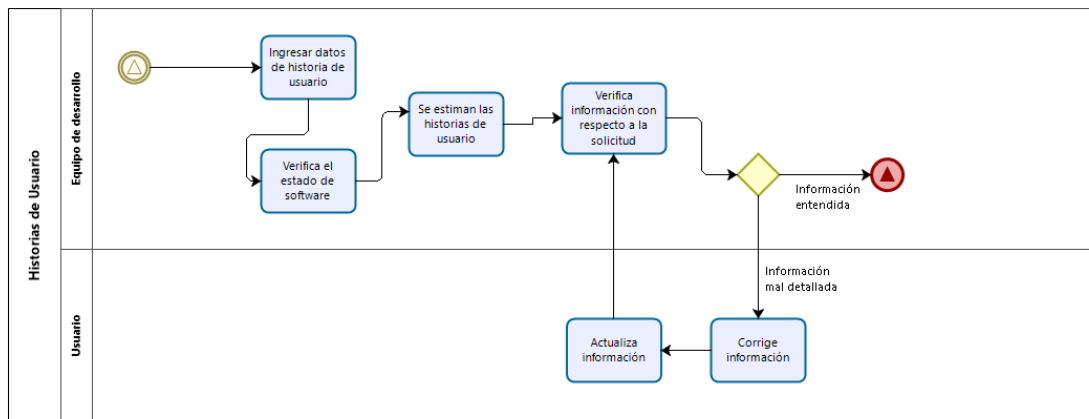 Historias de Usuario
Equipo de desarrollo
Ingresar datos
de historia de
usuario
Verifica el
estado de
software
Se estiman las
historias de
usuario
Verifica
información con
respecto a la
solicitud
Información
entendida
Usuario
Información
mal detallada
Actualiza
información
Corrige
información